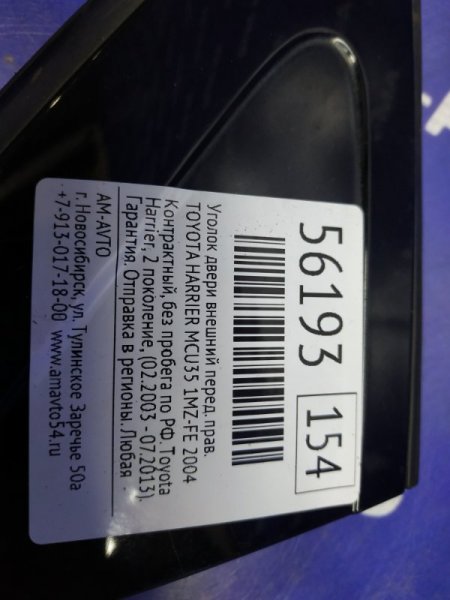 56193 154
Уголок двери внешний перед. прав.
TOYOTA HARRIER MCU35 1MZ-FE 2004
Контрактный, без пробега по РФ. Toyota
Harrier, 2 поколение, (02.2003 - 07.2013).
Гарантия. Отправка в регионы. Любая
АМ-АVTO
г. Новосибирск, ул. Тулинское Заречье 50а
+7-913-017-18-00 www.amavto54.ru